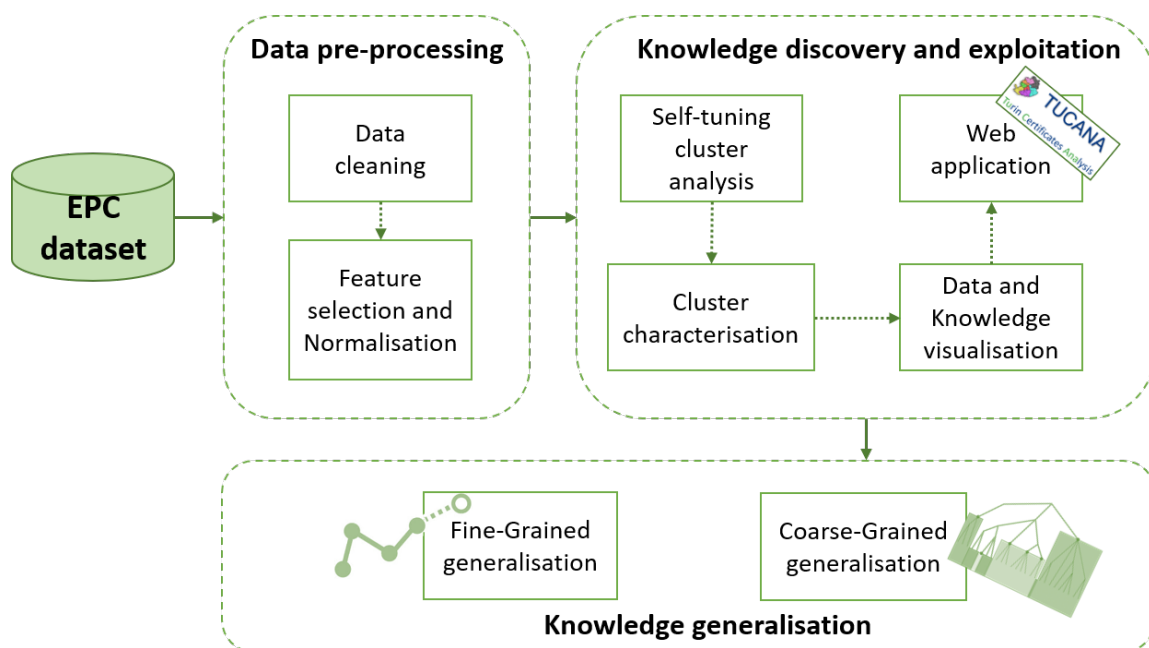 EPC
dataset
Data pre-processing
Data
cleaning
Feature
selection and
Normalisation
Knowledge discovery and exploitation
Self-tuning
cluster
analysis
Cluster
characterisation
Data and
Knowledge
visualisation
Web
application
TUCANA
Turin Certificates Analysis
Fine-Grained
generalisation
Coarse-Grained
generalisation
Knowledge generalisation